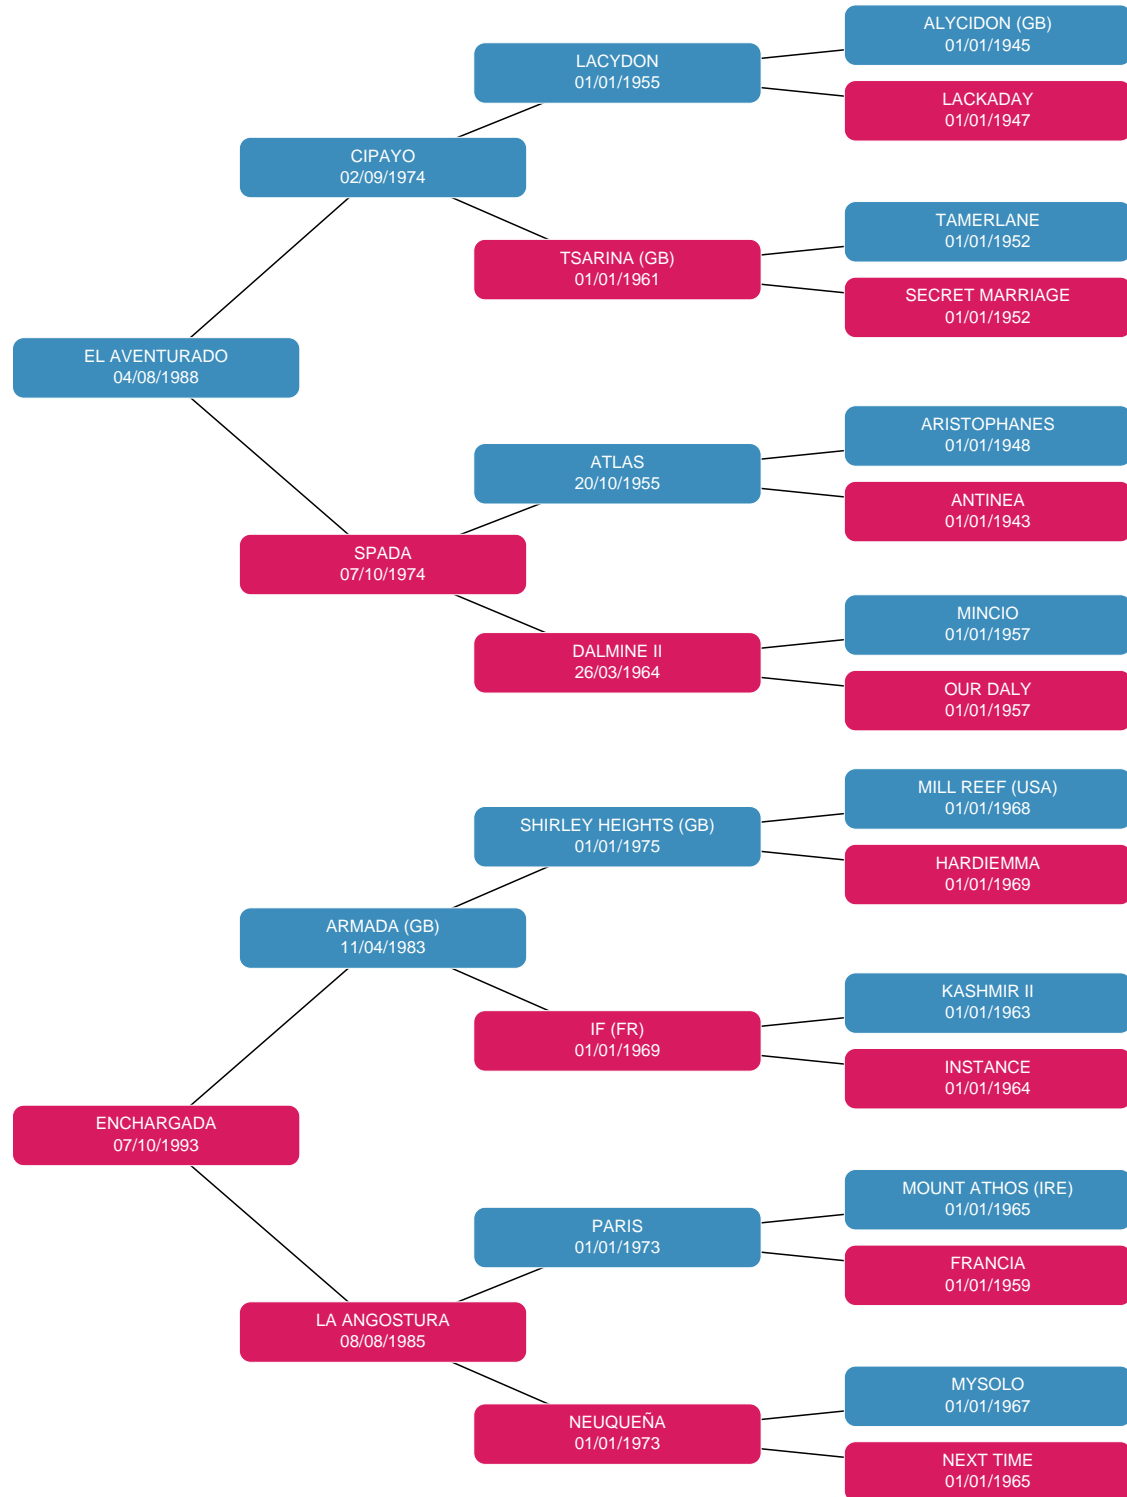 ALYCIDON (GB)
01/01/1945
LACYDON
01/01/1955
LACKADAY
01/01/1947
CIPAYO
02/09/1974
TAMERLANE
01/01/1952
TSARINA (GB)
01/01/1961
SECRET MARRIAGE
01/01/1952
EL AVENTURADO
04/08/1988
ARISTOPHANES
01/01/1948
ATLAS
20/10/1955
ANTINEA
01/01/1943
SPADA
07/10/1974
MINCIO
01/01/1957
DALMINE II
26/03/1964
OUR DALY
01/01/1957
MILL REEF (USA)
01/01/1968
SHIRLEY HEIGHTS (GB)
01/01/1975
HARDIEMMA
01/01/1969
ARMADA (GB)
11/04/1983
KASHMIR II
01/01/1963
IF (FR)
01/01/1969
INSTANCE
01/01/1964
ENCHARGADA
07/10/1993
MOUNT ATHOS (IRE)
01/01/1965
PARIS
01/01/1973
FRANCIA
01/01/1959
LA ANGOSTURA
08/08/1985
MYSOLO
01/01/1967
NEUQUEÑA
01/01/1973
NEXT TIME
01/01/1965